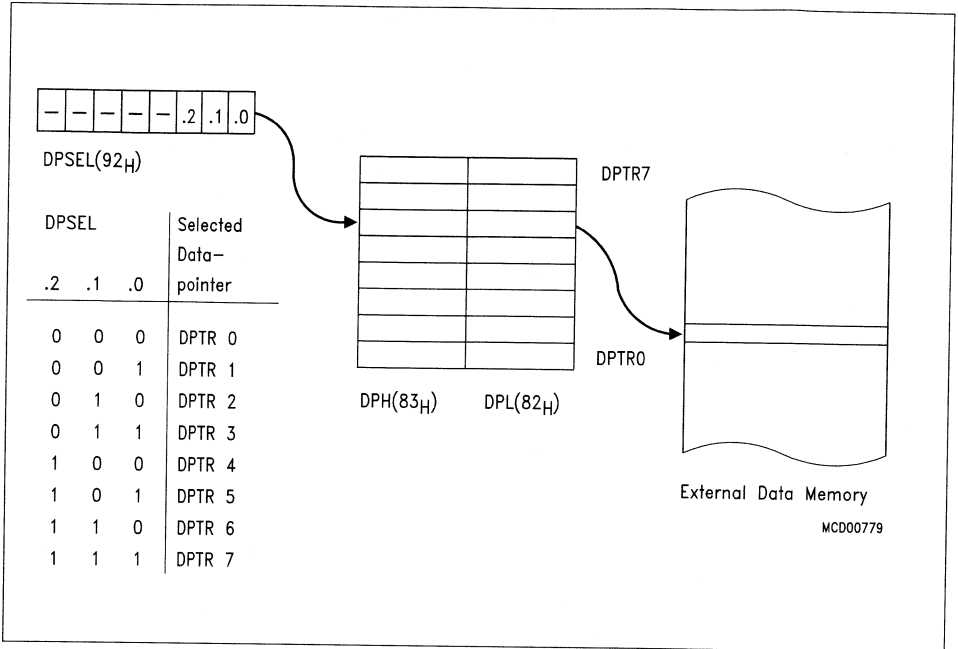 – – – – – .2 .1 .0
DPSEL(92H)
DPSEL Selected
Data–
.2 .1 .0 pointer
0 0 0 DPTR 0
0 0 1 DPTR 1
0 1 0 DPTR 2
0 1 1 DPTR 3
1 0 0 DPTR 4
1 0 1 DPTR 5
1 1 0 DPTR 6
1 1 1 DPTR 7
DPTR7
DPTR0
DPH(83H) DPL(82H)
External Data Memory
MCD00779